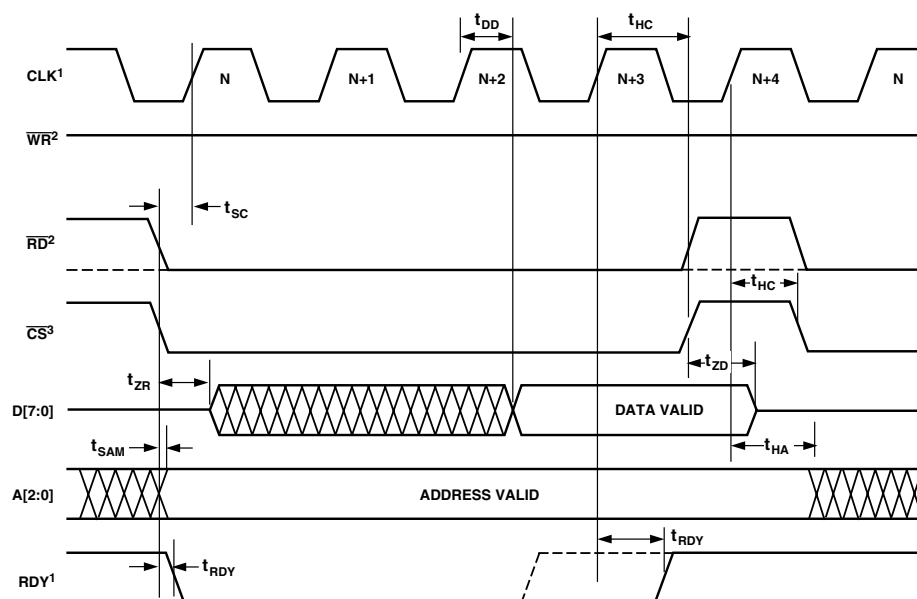 t_DD
t_HC
CLK¹
N
N+1
N+2
N+3
N+4
N
WR²
t_SC
RD²
t_HC
CS³
t_ZD
t_ZR
D[7:0]
DATA VALID
t_SAM
t_HA
A[2:0]
ADDRESS VALID
t_RDY
t_RDY
RDY¹